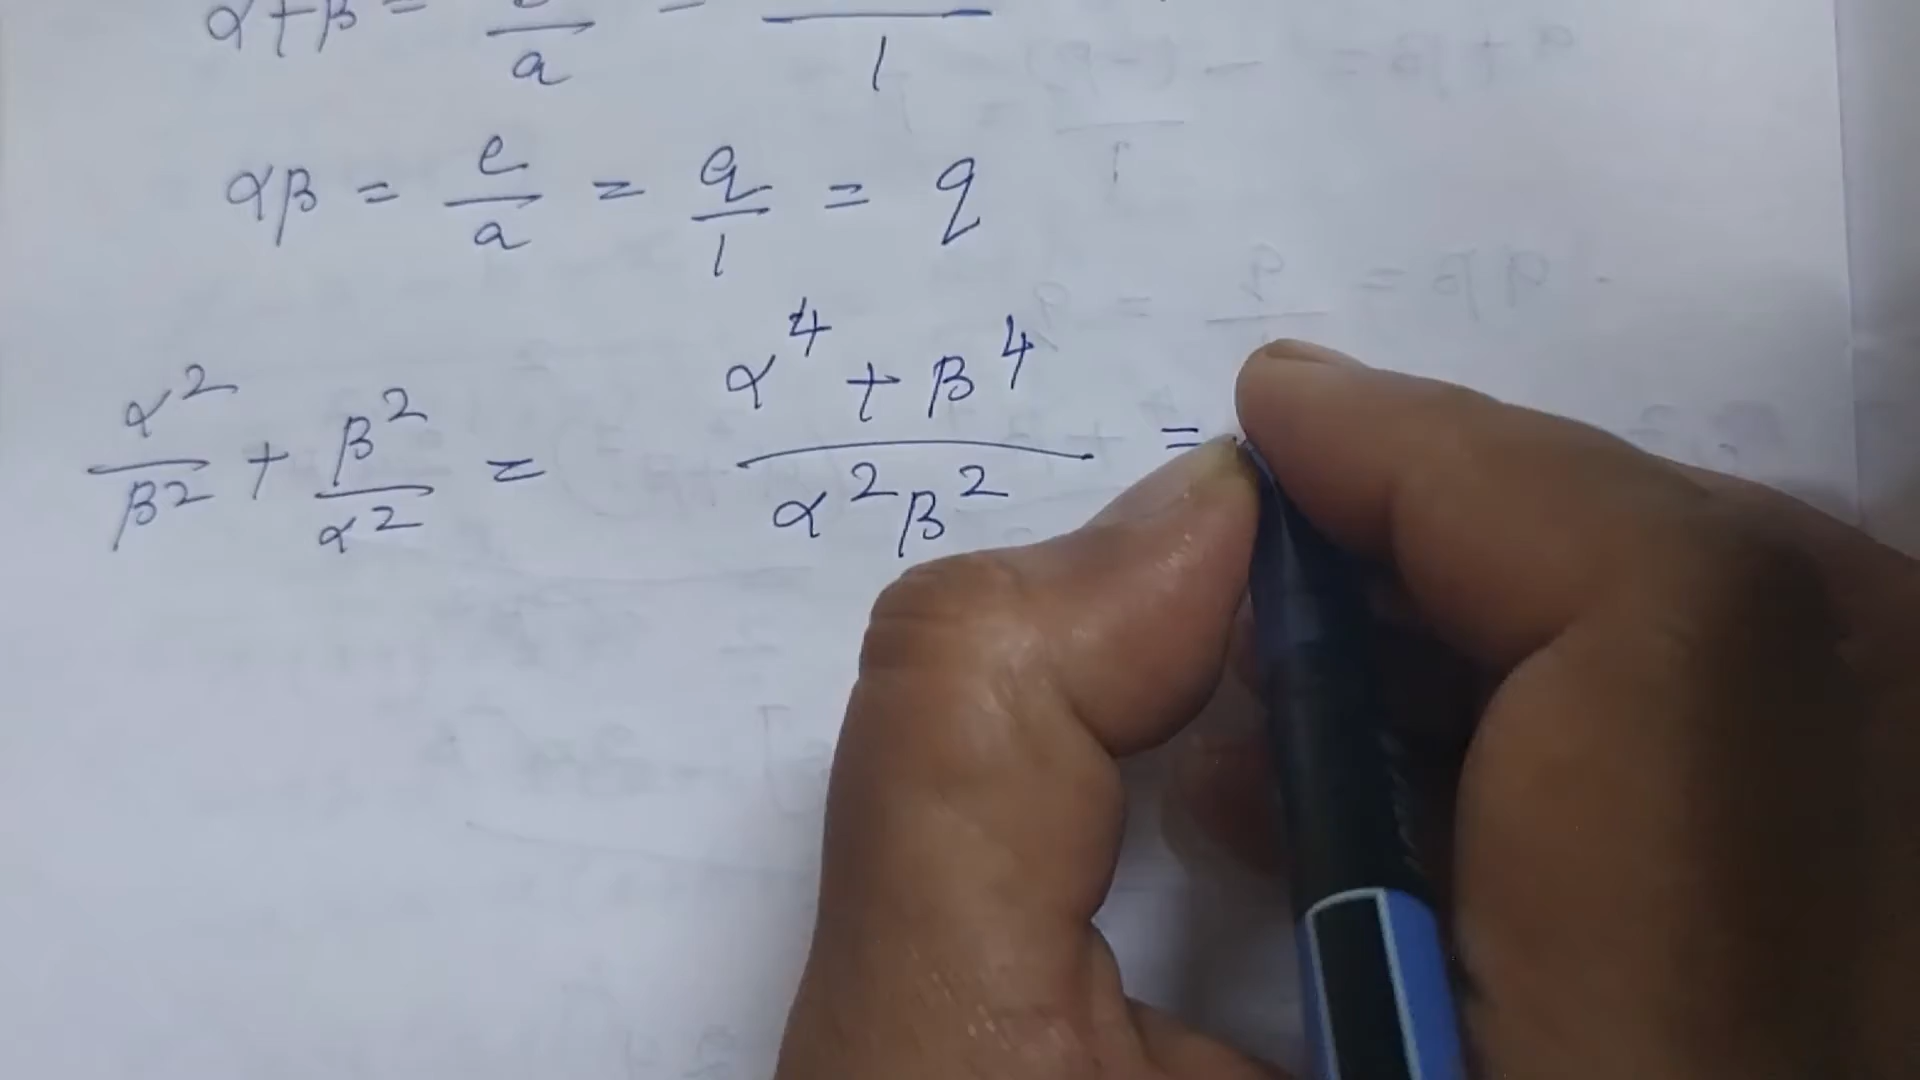 α+β = — = —
a 1
αβ = c/a = q/1 = q
α²/β² + β²/α² = α⁴ + β⁴ / α²β² =